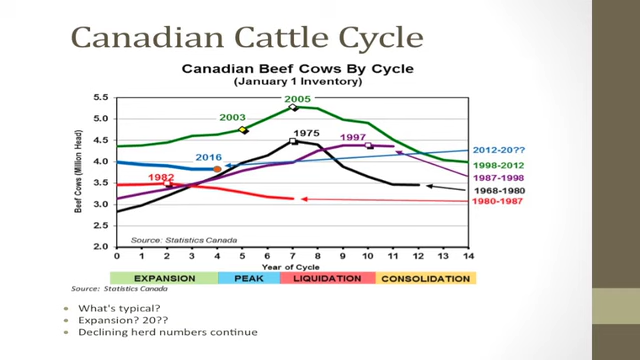 Canadian Cattle Cycle
Canadian Beef Cows By Cycle
(January 1 Inventory)
Beef Cows (Million Head)
5.5
5.0
4.5
4.0
3.5
3.0
2.5
2.0
2005
2003
1975
1997
2016
1982
2012-20??
1998-2012
1987-1998
1968-1980
1980-1987
Source: Statistics Canada
0 1 2 3 4 5 6 7 8 9 10 11 12 13 14
Year of Cycle
EXPANSION PEAK LIQUIDATION CONSOLIDATION
Source: Statistics Canada
• What's typical?
• Expansion? 20??
• Declining herd numbers continue